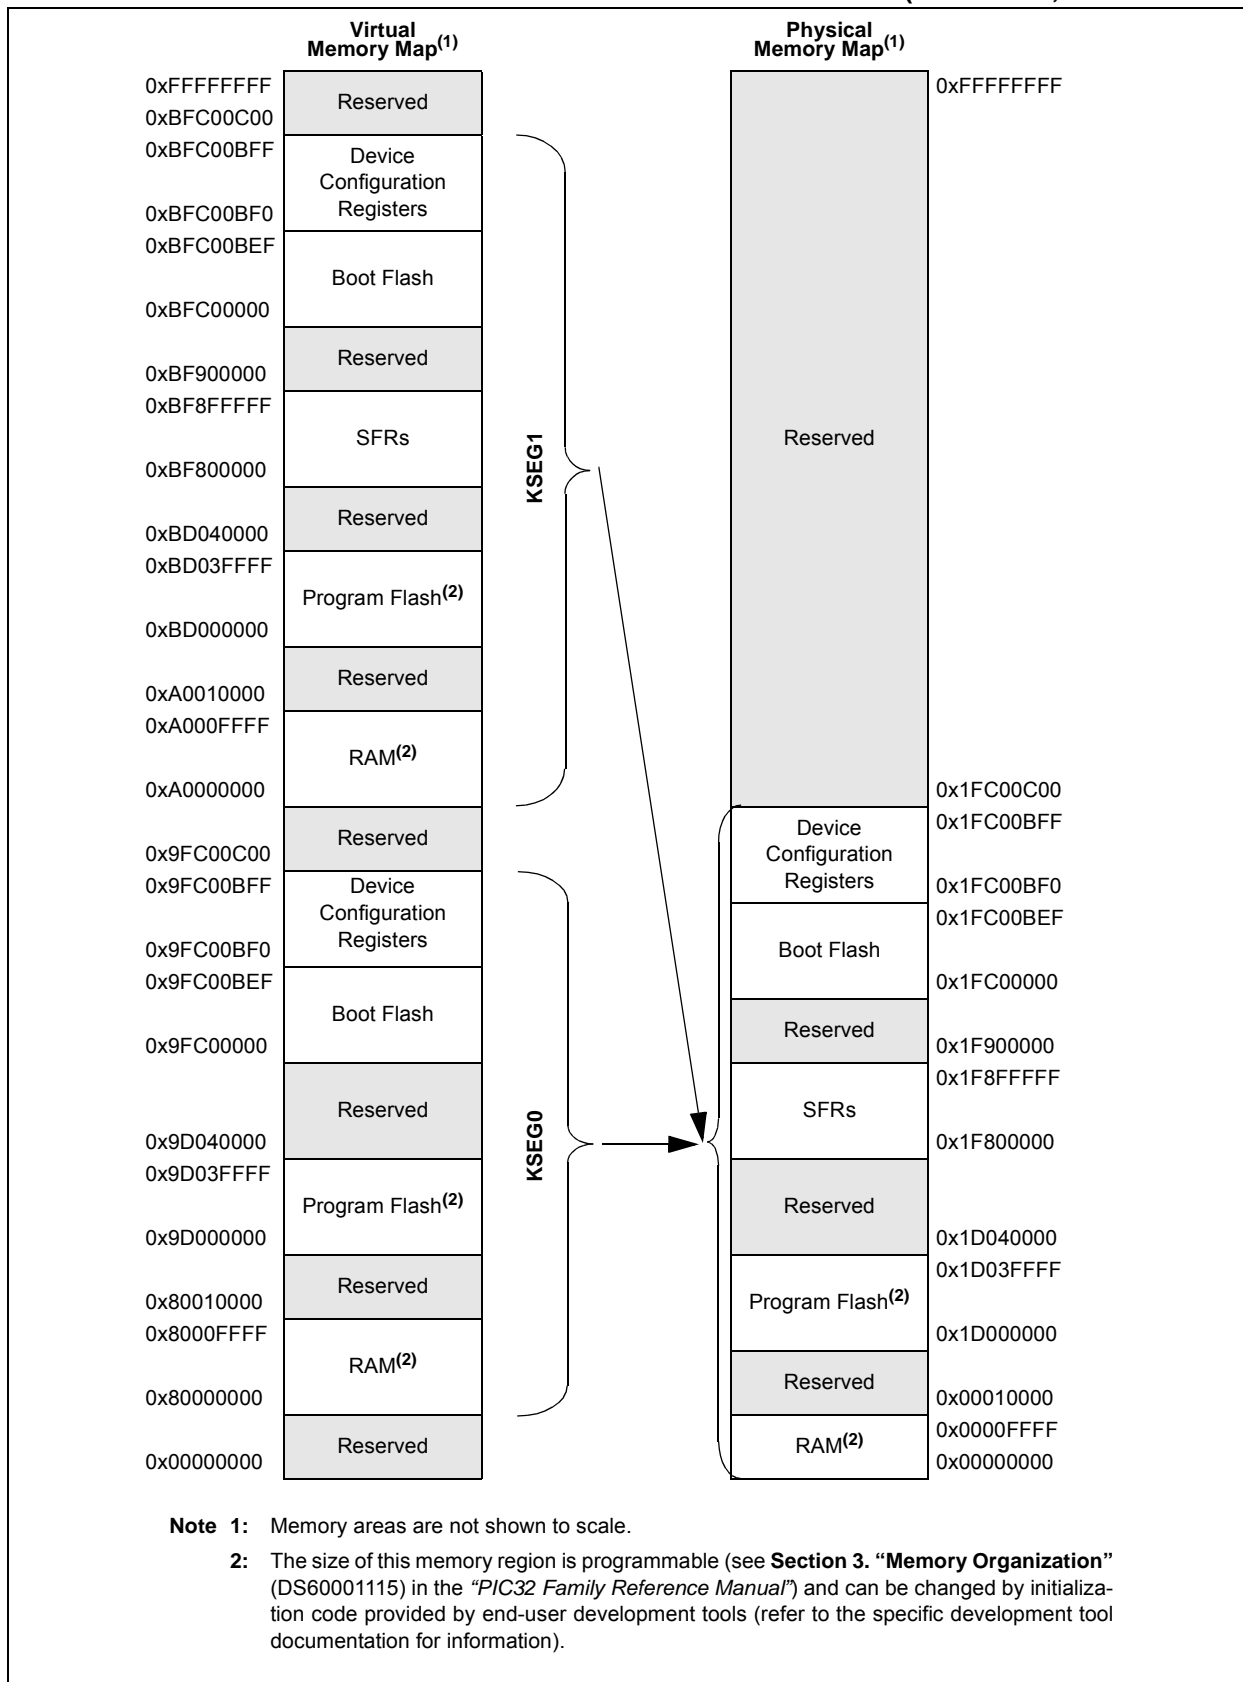 Virtual
Memory Map(1)
0xFFFFFFFF
Reserved
0xBFC00C00
0xBFC00BFF
Device
Configuration
Registers
0xBFC00BF0
0xBFC00BEF
Boot Flash
0xBFC00000
Reserved
0xBF900000
0xBF8FFFFF
SFRs
0xBF800000
Reserved
0xBD040000
0xBD03FFFF
Program Flash(2)
0xBD000000
Reserved
0xA0010000
0xA000FFFF
RAM(2)
0xA0000000
Reserved
0x9FC00C00
0x9FC00BFF
Device
Configuration
Registers
0x9FC00BF0
0x9FC00BEF
Boot Flash
0x9FC00000
Reserved
0x9D040000
0x9D03FFFF
Program Flash(2)
0x9D000000
Reserved
0x80010000
0x8000FFFF
RAM(2)
0x80000000
Reserved
0x00000000
KSEG1
KSEG0
Physical
Memory Map(1)
0xFFFFFFFF
Reserved
0x1FC00C00
0x1FC00BFF
Device
Configuration
Registers
0x1FC00BF0
0x1FC00BEF
Boot Flash
0x1FC00000
Reserved
0x1F900000
0x1F8FFFFF
SFRs
0x1F800000
Reserved
0x1D040000
0x1D03FFFF
Program Flash(2)
0x1D000000
Reserved
0x00010000
0x0000FFFF
RAM(2)
0x00000000
Note 1: Memory areas are not shown to scale.
2: The size of this memory region is programmable (see Section 3. “Memory Organization”
(DS60001115) in the “PIC32 Family Reference Manual”) and can be changed by initializa-
tion code provided by end-user development tools (refer to the specific development tool
documentation for information).